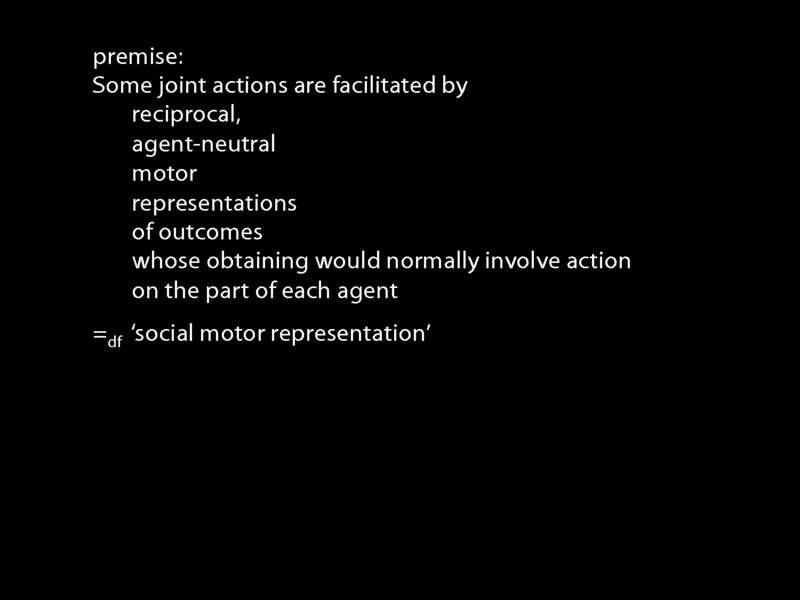 premise:
Some joint actions are facilitated by
reciprocal,
agent-neutral
motor
representations
of outcomes
whose obtaining would normally involve action
on the part of each agent
=df ‘social motor representation’